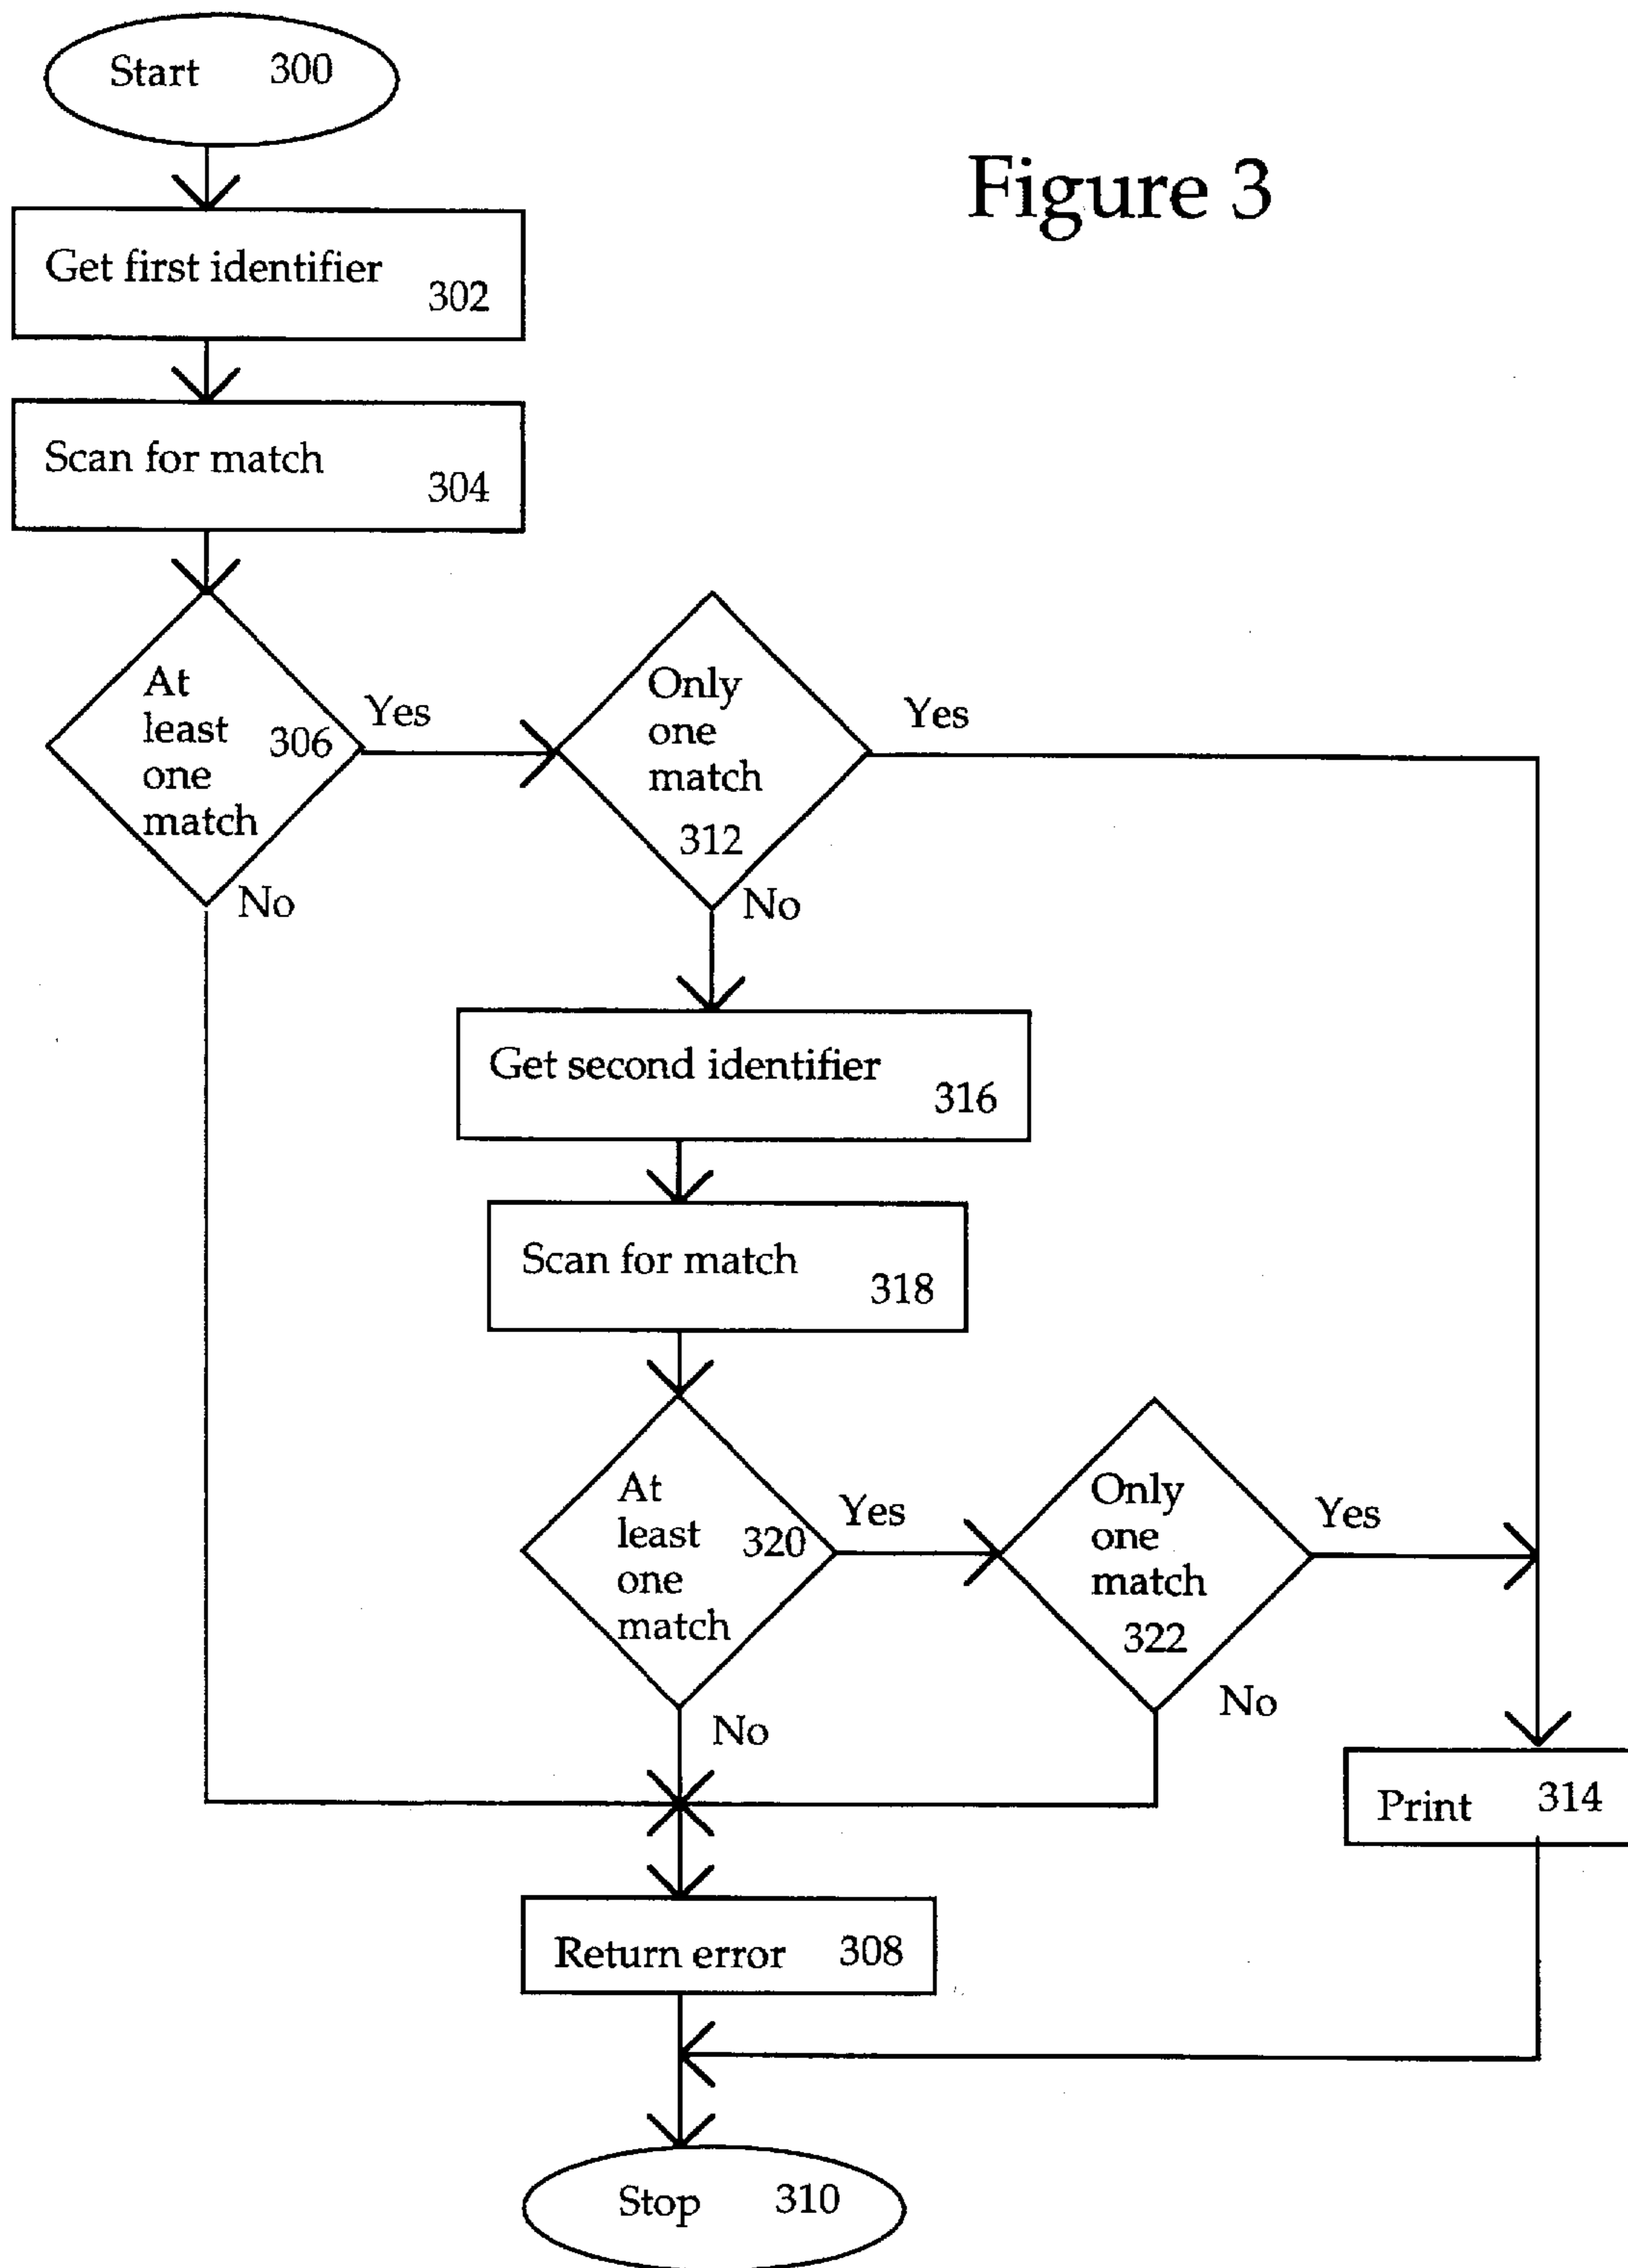 Start 300
Figure 3
Get first identifier
302
Scan for match
304
At
least 306
one
match
Yes
No
Only
one
match
312
Yes
No
Get second identifier
316
Scan for match
318
At
least 320
one
match
Yes
No
Only
one
match
322
Yes
No
Print 314
Return error 308
Stop 310